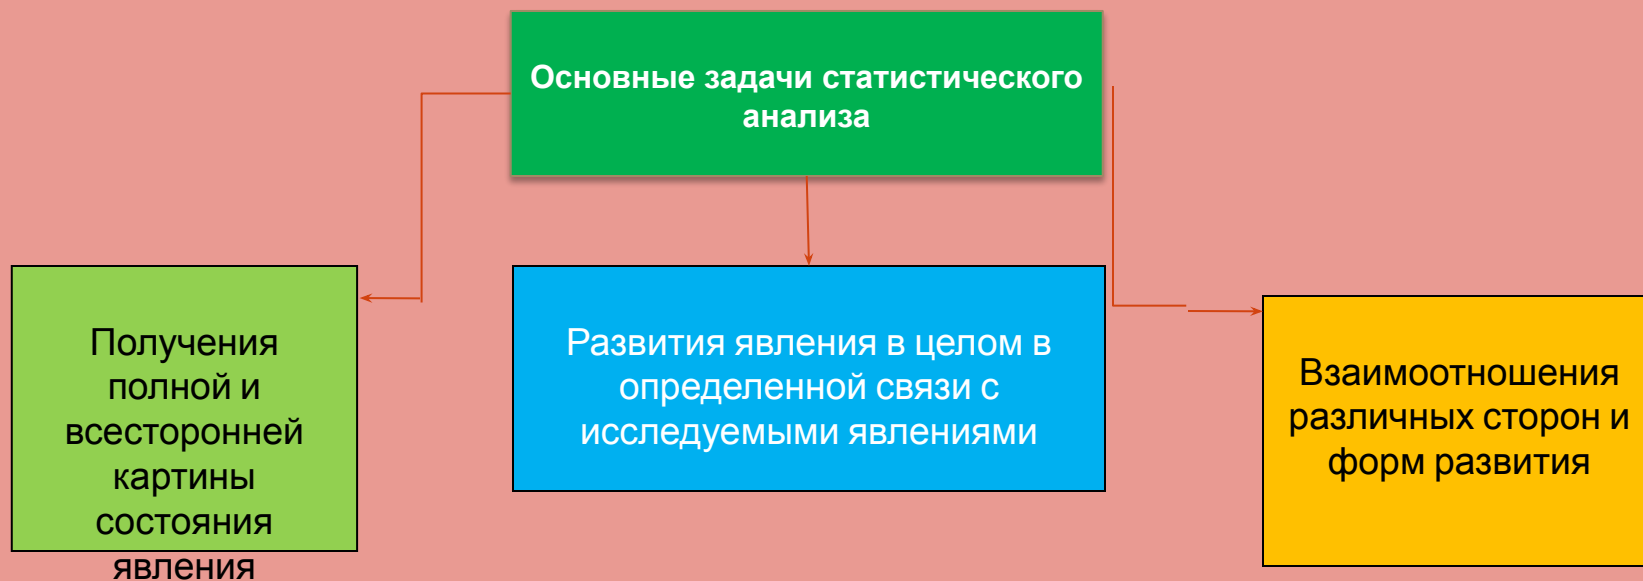 Основные задачи статистического
анализа
Получения
полной и
всесторонней
картины
состояния
явления
Развития явления в целом в
определенной связи с
исследуемыми явлениями
Взаимоотношения
различных сторон и
форм развития